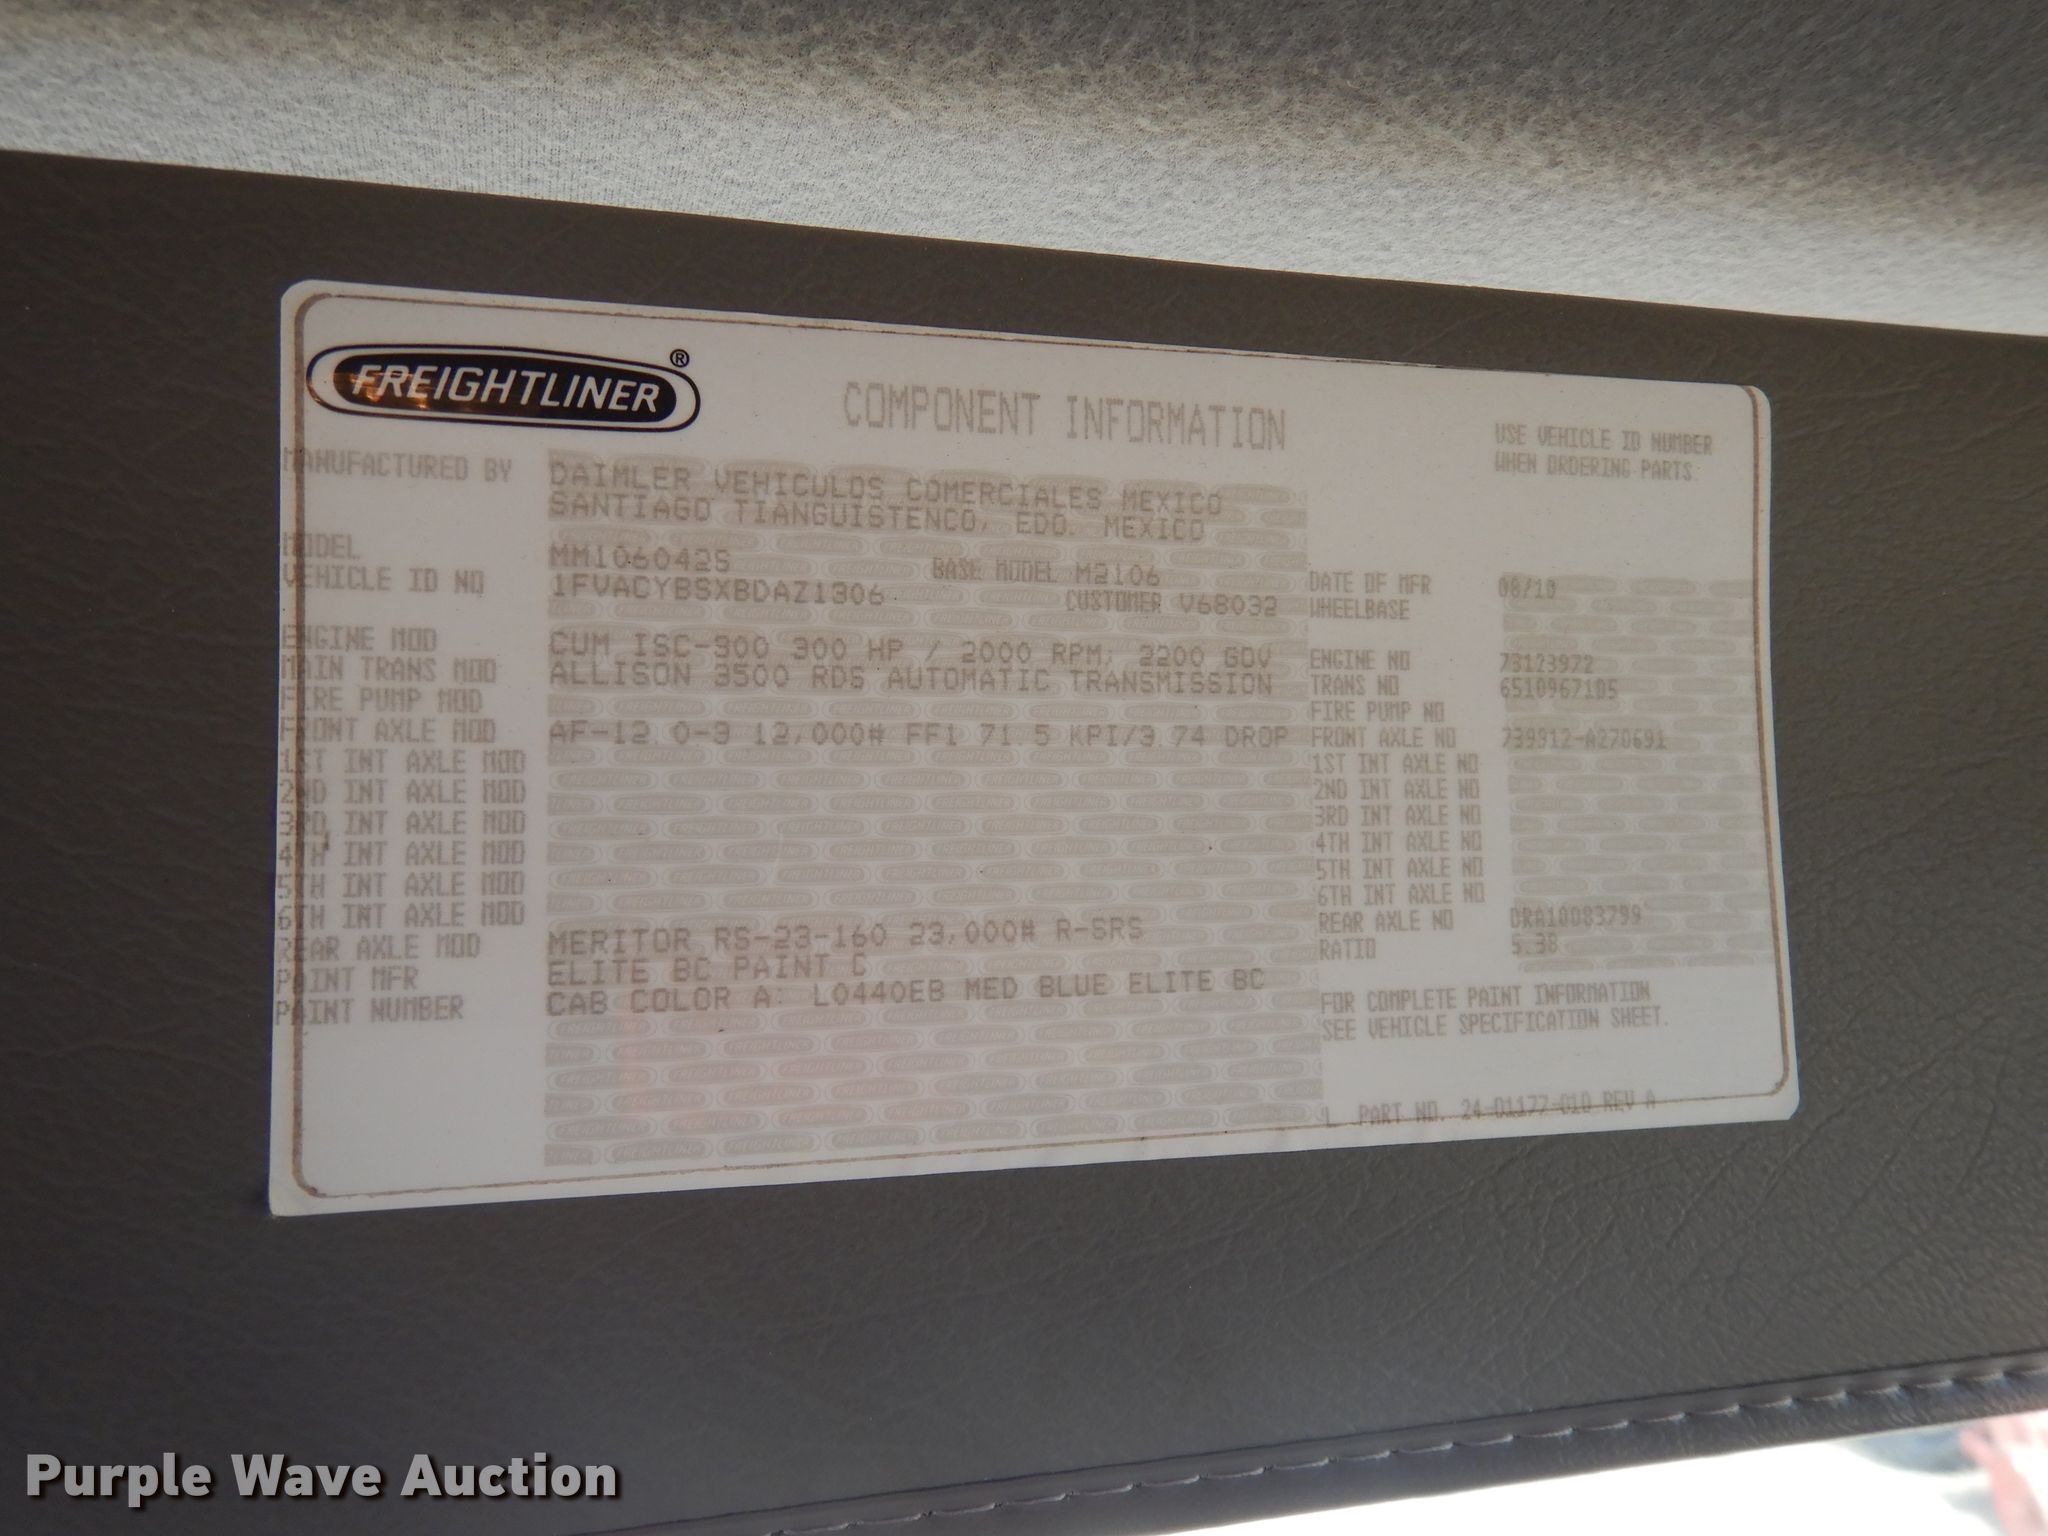 FREIGHTLINER®
COMPONENT INFORMATION
USE VEHICLE ID NUMBER
WHEN ORDERING PARTS.
MANUFACTURED BY DAIMLER VEHICULOS COMERCIALES MEXICO
SANTIAGO TIANGUISTENCO, EDO. MEXICO
MODEL MM106042S BASE MODEL M2106
VEHICLE ID NO 1FVACYBSXBDAZ1306 CUSTOMER V68032
DATE OF MFR 08/10
WHEELBASE
ENGINE MOD CUM ISC-300 300 HP / 2000 RPM; 2200 GOV
MAIN TRANS MOD ALLISON 3500 RDS AUTOMATIC TRANSMISSION
FIRE PUMP MOD
FRONT AXLE MOD AF-12.0-3 12,000# FF1 71.5 KPI/3.74 DROP
1ST INT AXLE MOD
2ND INT AXLE MOD
3RD INT AXLE MOD
4TH INT AXLE MOD
5TH INT AXLE MOD
6TH INT AXLE MOD
REAR AXLE MOD MERITOR RS-23-160 23,000# R-SRS
PAINT MFR ELITE BC PAINT C
PAINT NUMBER CAB COLOR A: L0440EB MED BLUE ELITE BC
ENGINE NO 73123972
TRANS NO 6510967105
FIRE PUMP NO
FRONT AXLE NO 739912-A270691
1ST INT AXLE NO
2ND INT AXLE NO
3RD INT AXLE NO
4TH INT AXLE NO
5TH INT AXLE NO
6TH INT AXLE NO
REAR AXLE NO DRA10083799
RATIO 5.38
FOR COMPLETE PAINT INFORMATION
SEE VEHICLE SPECIFICATION SHEET.
PART NO. 24-01177-010 REV A
Purple Wave Auction